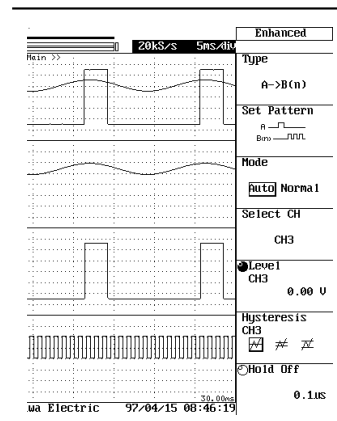 Enhanced
20kS/s 5ms/div
Main >>
Type
A->B(n)
Set Pattern
A
B(n)
Mode
Auto Normal
Select CH
CH3
Level
CH3
0.00 V
Hysteresis
CH3
Hold Off
0.1us
30.00ms
wa Electric 97/04/15 08:46:19